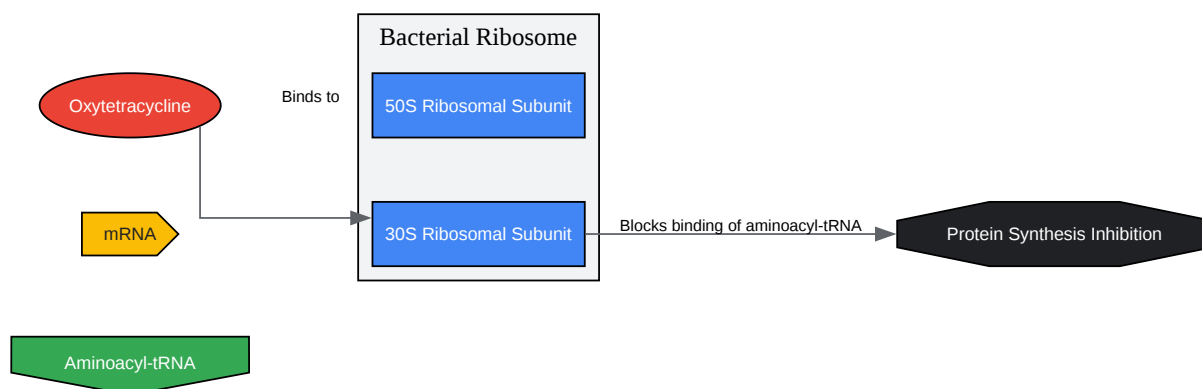 Bacterial Ribosome
Oxytetracycline
Binds to
50S Ribosomal Subunit
mRNA
30S Ribosomal Subunit
Blocks binding of aminoacyl-tRNA
Protein Synthesis Inhibition
Aminoacyl-tRNA